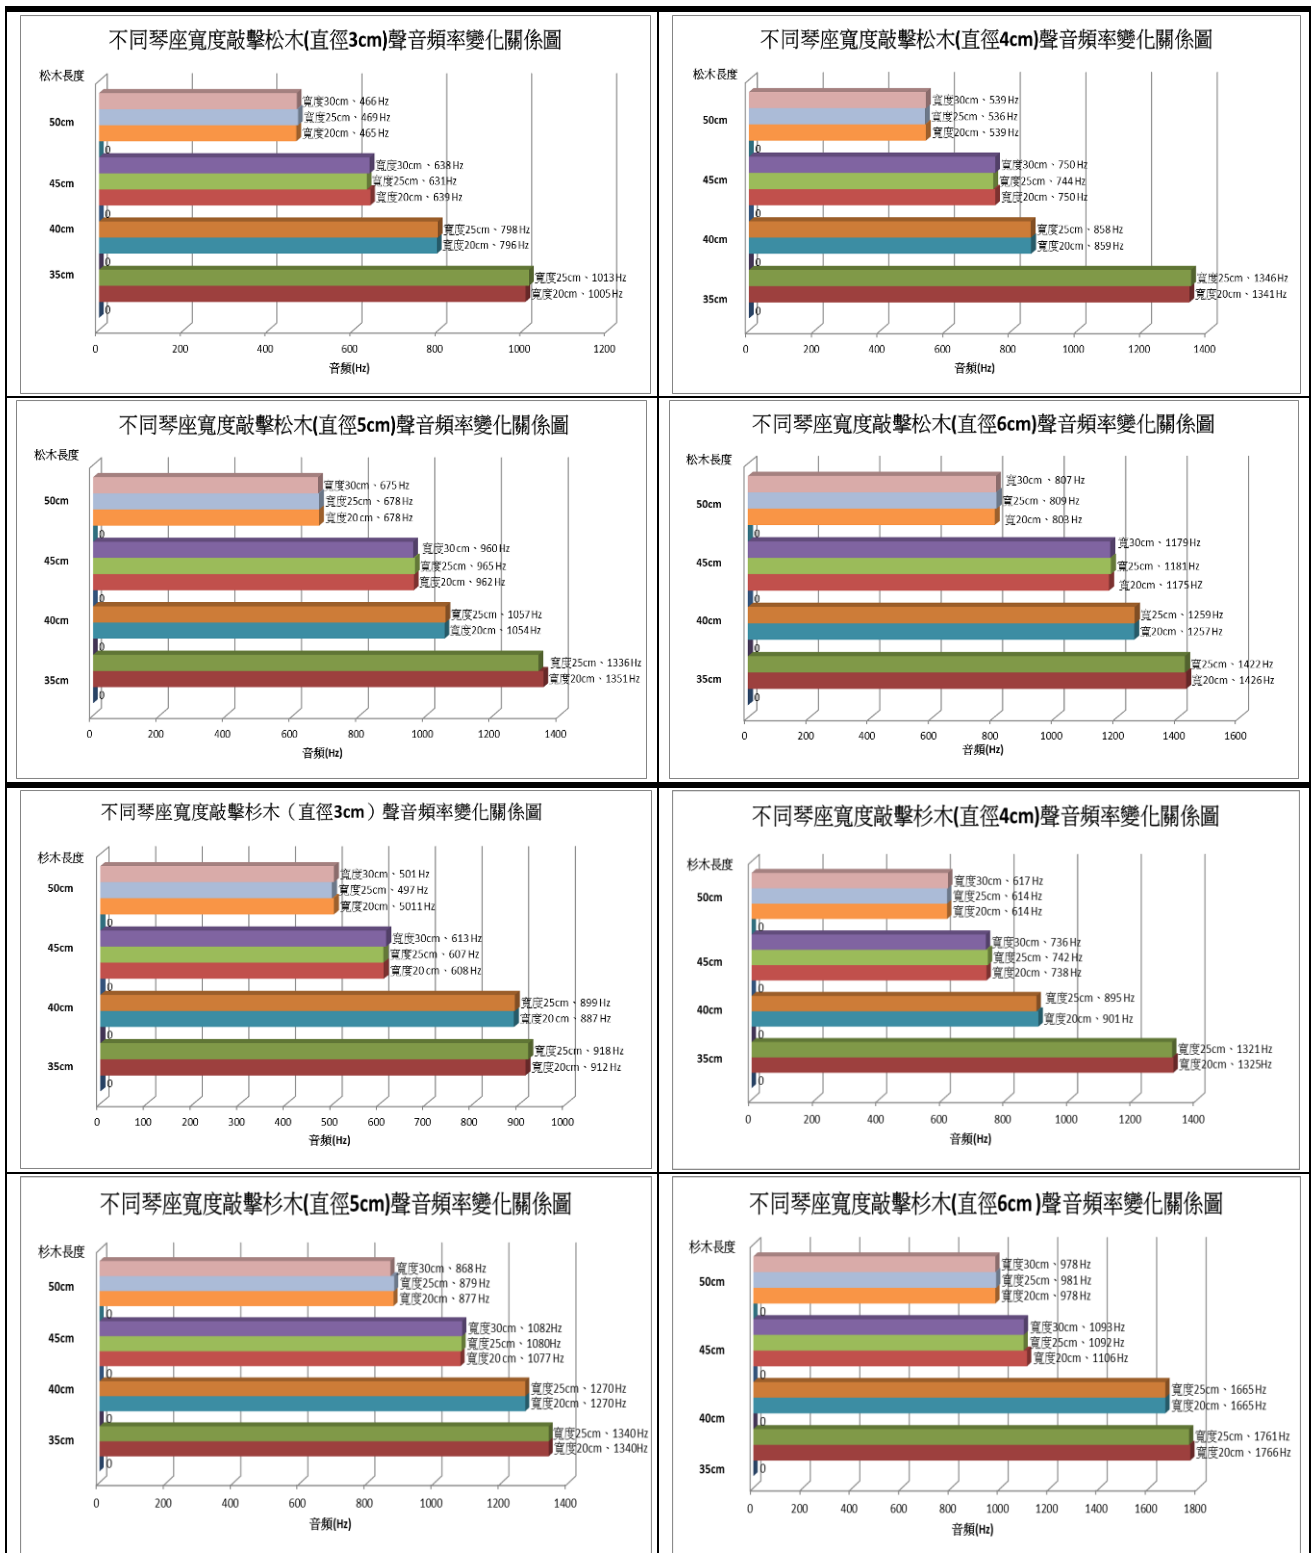 不同琴座寬度敲擊松木(直徑3cm)聲音頻率變化關係圖
松木長度
50cm
寬度30cm、466Hz
寬度25cm、469Hz
寬度20cm、465Hz
0
45cm
寬度30cm、638Hz
寬度25cm、631Hz
寬度20cm、639Hz
0
40cm
寬度25cm、798Hz
寬度20cm、796Hz
0
35cm
寬度25cm、1013Hz
寬度20cm、1005Hz
0
0 200 400 600 800 1000 1200
音頻(Hz)
不同琴座寬度敲擊松木(直徑4cm)聲音頻率變化關係圖
松木長度
50cm
寬度30cm、539Hz
寬度25cm、536Hz
寬度20cm、539Hz
0
45cm
寬度30cm、750Hz
寬度25cm、744Hz
寬度20cm、750Hz
0
40cm
寬度25cm、858Hz
寬度20cm、859Hz
0
35cm
寬度25cm、1346Hz
寬度20cm、1341Hz
0
0 200 400 600 800 1000 1200 1400
音頻(Hz)
不同琴座寬度敲擊松木(直徑5cm)聲音頻率變化關係圖
松木長度
50cm
寬度30cm、675Hz
寬度25cm、678Hz
寬度20cm、678Hz
0
45cm
寬度30cm、960Hz
寬度25cm、965Hz
寬度20cm、962Hz
0
40cm
寬度25cm、1057Hz
寬度20cm、1054Hz
0
35cm
寬度25cm、1336Hz
寬度20cm、1351Hz
0
0 200 400 600 800 1000 1200 1400
音頻(Hz)
不同琴座寬度敲擊松木(直徑6cm)聲音頻率變化關係圖
松木長度
50cm
寬30cm、807Hz
寬25cm、809Hz
寬20cm、803Hz
0
45cm
寬30cm、1179Hz
寬25cm、1181Hz
寬20cm、1175HZ
0
40cm
寬25cm、1259Hz
寬20cm、1257Hz
0
35cm
寬25cm、1422Hz
寬20cm、1426Hz
0
0 200 400 600 800 1000 1200 1400 1600
音頻(Hz)
不同琴座寬度敲擊杉木（直徑3cm）聲音頻率變化關係圖
杉木長度
50cm
寬度30cm、501Hz
寬度25cm、497Hz
寬度20cm、5011Hz
0
45cm
寬度30cm、613Hz
寬度25cm、607Hz
寬度20cm、608Hz
0
40cm
寬度25cm、899Hz
寬度20cm、887Hz
0
35cm
寬度25cm、918Hz
寬度20cm、912Hz
0
0 100 200 300 400 500 600 700 800 900 1000
音頻(Hz)
不同琴座寬度敲擊杉木(直徑4cm)聲音頻率變化關係圖
杉木長度
50cm
寬度30cm、617Hz
寬度25cm、614Hz
寬度20cm、614Hz
0
45cm
寬度30cm、736Hz
寬度25cm、742Hz
寬度20cm、738Hz
0
40cm
寬度25cm、895Hz
寬度20cm、901Hz
0
35cm
寬度25cm、1321Hz
寬度20cm、1325Hz
0
0 200 400 600 800 1000 1200 1400
音頻(Hz)
不同琴座寬度敲擊杉木(直徑5cm)聲音頻率變化關係圖
杉木長度
50cm
寬度30cm、868Hz
寬度25cm、879Hz
寬度20cm、877Hz
0
45cm
寬度30cm、1082Hz
寬度25cm、1080Hz
寬度20cm、1077Hz
0
40cm
寬度25cm、1270Hz
寬度20cm、1270Hz
0
35cm
寬度25cm、1340Hz
寬度20cm、1340Hz
0
0 200 400 600 800 1000 1200 1400
音頻(Hz)
不同琴座寬度敲擊杉木(直徑6cm)聲音頻率變化關係圖
杉木長度
50cm
寬度30cm、978Hz
寬度25cm、981Hz
寬度20cm、978Hz
0
45cm
寬度30cm、1093Hz
寬度25cm、1092Hz
寬度20cm、1106Hz
0
40cm
寬度25cm、1665Hz
寬度20cm、1665Hz
0
35cm
寬度25cm、1761Hz
寬度20cm、1766Hz
0
0 200 400 600 800 1000 1200 1400 1600 1800
音頻(Hz)